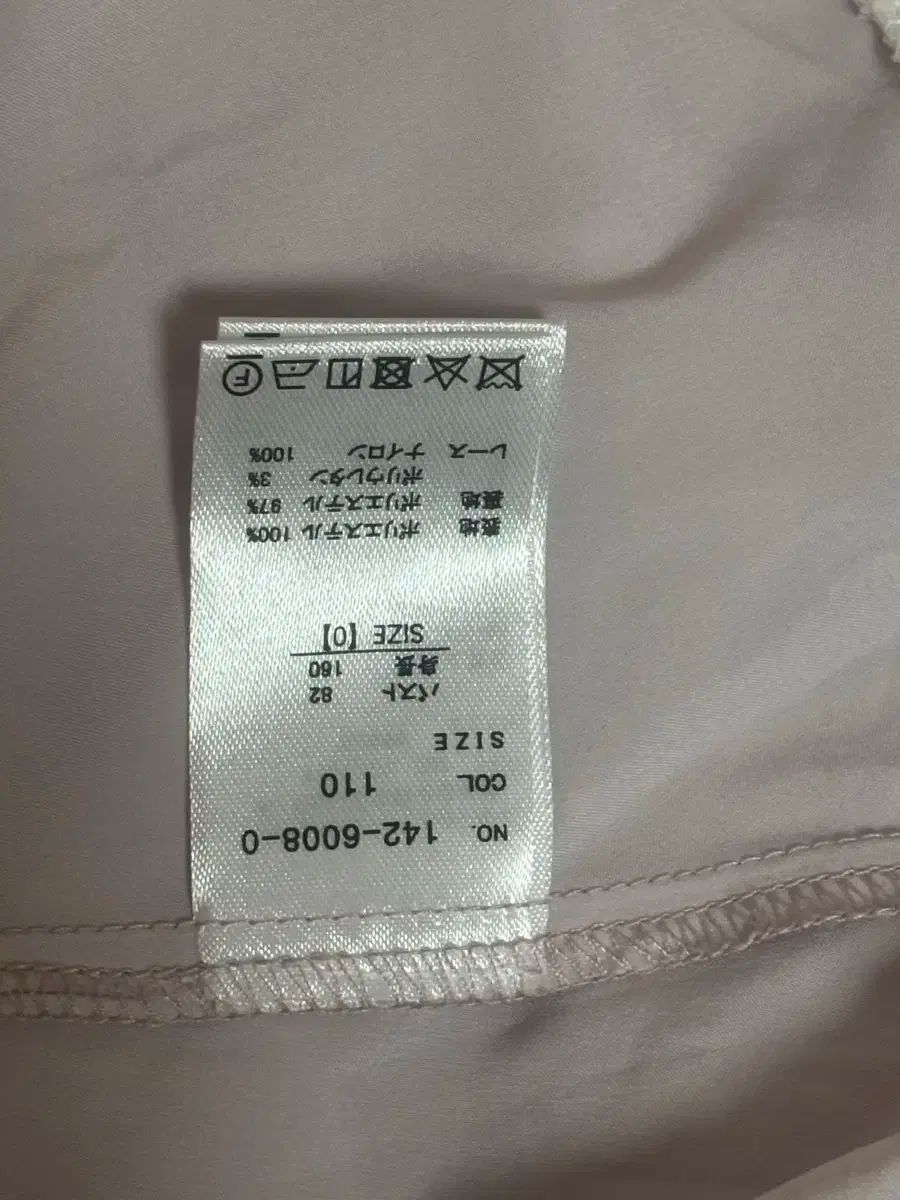 NO. 142-6008-0
COL 110
SIZE
バスト 82
身長 160
SIZE【0】
表地 ポリエステル 100%
裏地 ポリエステル 97%
ポリウレタン 3%
レース ナイロン 100%
F